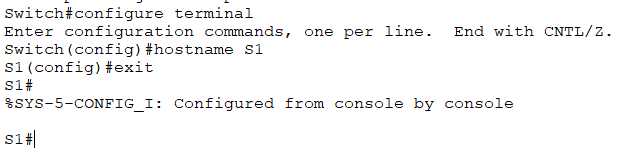 Switch#configure terminal
Enter configuration commands, one per line.  End with CNTL/Z.
Switch(config)#hostname S1
S1(config)#exit
S1#
%SYS-5-CONFIG_I: Configured from console by console
S1#